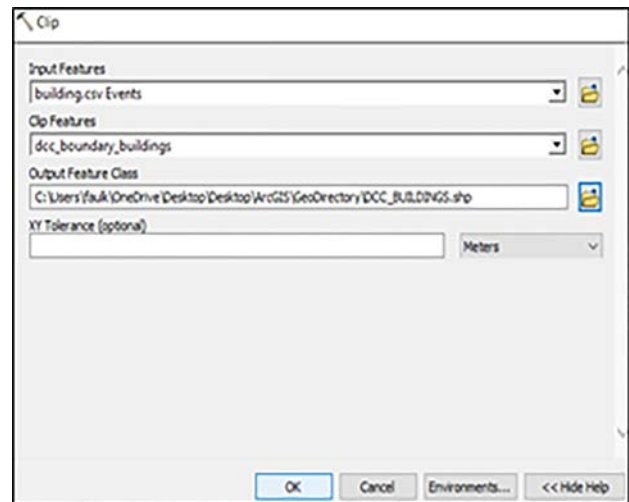 Clip
Input Features
building.csv Events
Clip Features
dcc_boundary_buildings
Output Feature Class
C:\Users\faulk\OneDrive\Desktop\Desktop\ArcGIS\GeoDirectory\DCC_BUILDINGS.shp
XY Tolerance (optional)
Meters
OK Cancel Environments... << Hide Help